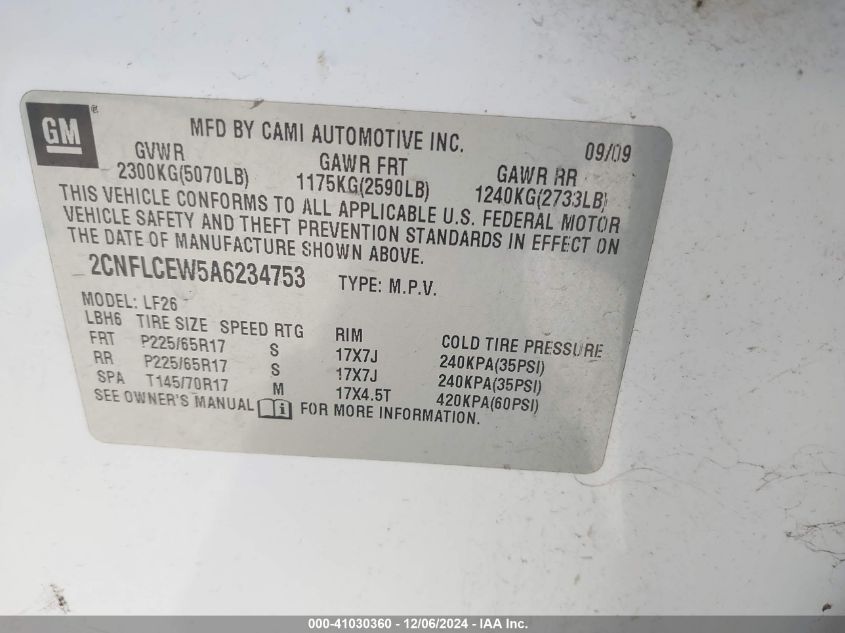 GM ®
MFD BY CAMI AUTOMOTIVE INC. 09/09
GVWR GAWR FRT GAWR RR
2300KG(5070LB) 1175KG(2590LB) 1240KG(2733LB)
THIS VEHICLE CONFORMS TO ALL APPLICABLE U.S. FEDERAL MOTOR
VEHICLE SAFETY AND THEFT PREVENTION STANDARDS IN EFFECT ON
THE DATE OF MANUFACTURE SHOWN ABOVE.
2CNFLCEW5A6234753 TYPE: M.P.V.
MODEL: LF26
LBH6 TIRE SIZE SPEED RTG RIM COLD TIRE PRESSURE
FRT P225/65R17 S 17X7J 240KPA(35PSI)
RR P225/65R17 S 17X7J 240KPA(35PSI)
SPA T145/70R17 M 17X4.5T 420KPA(60PSI)
SEE OWNER'S MANUAL i FOR MORE INFORMATION.
000-41030360 - 12/06/2024 - IAA Inc.